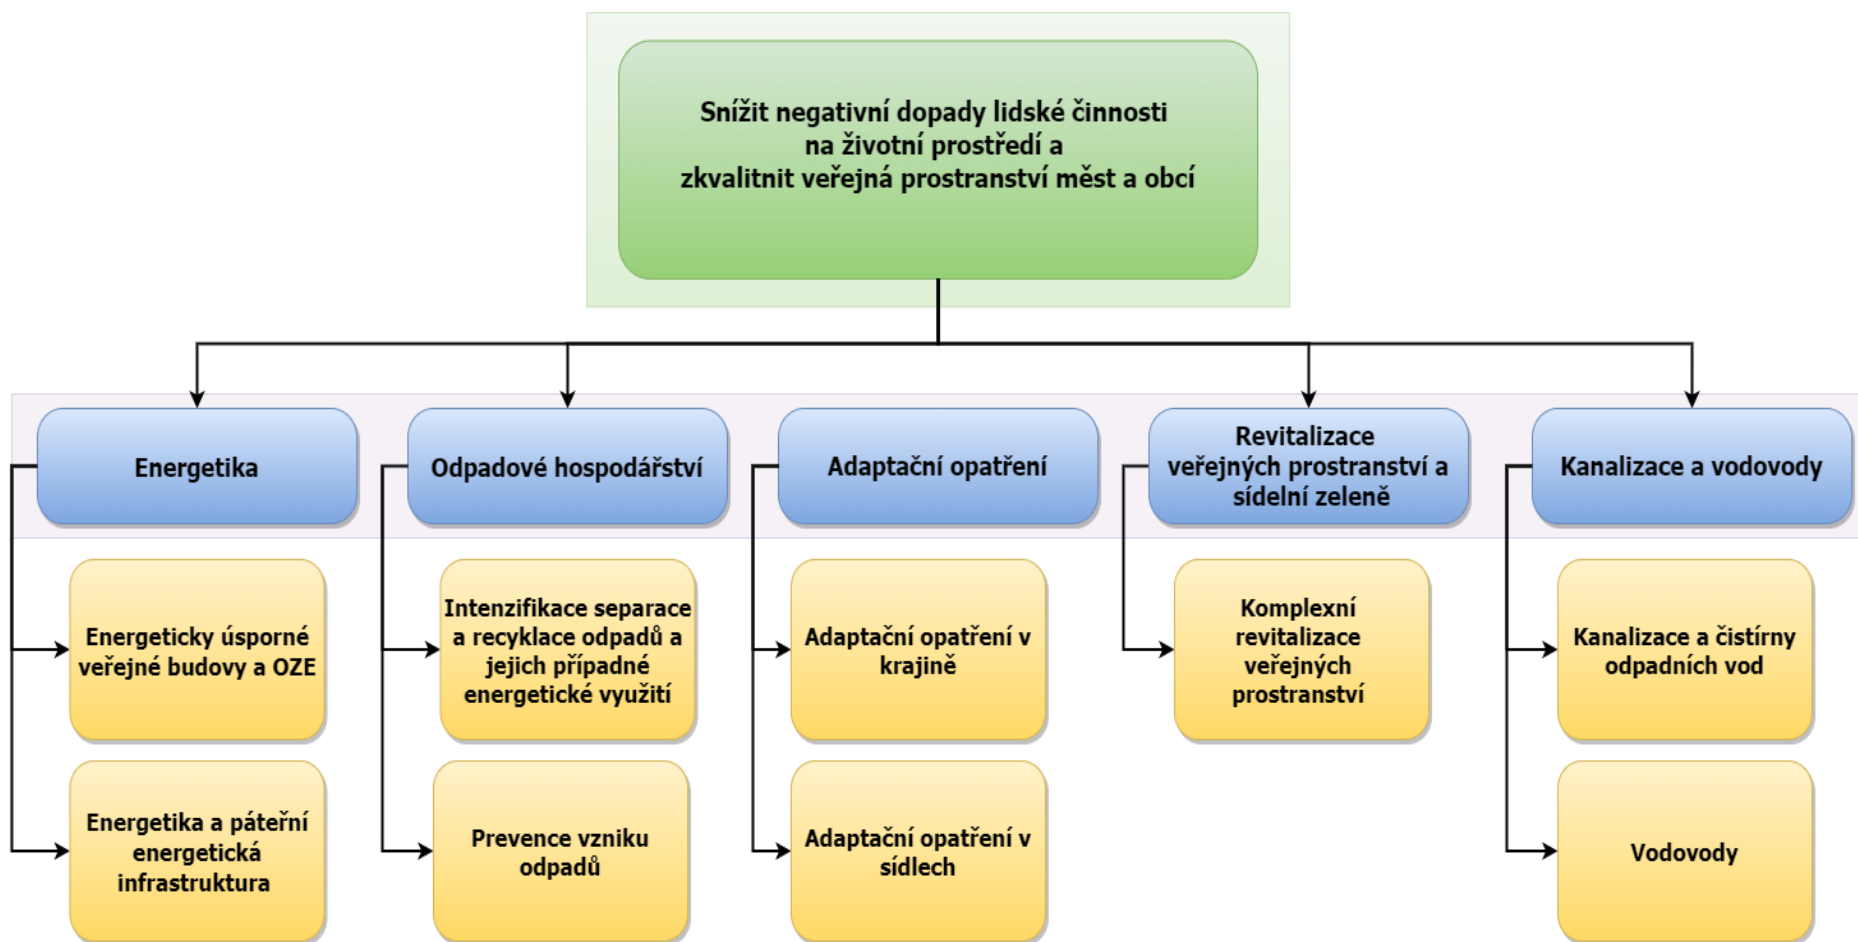 Snížit negativní dopady lidské činnosti
na životní prostředí a
zkvalitnit veřejná prostranství měst a obcí
Energetika
Odpadové hospodářství
Adaptační opatření
Revitalizace
veřejných prostranství a
sídelní zeleně
Kanalizace a vodovody
Energeticky úsporné
veřejné budovy a OZE
Intenzifikace separace
a recyklace odpadů a
jejich případné
energetické využití
Adaptační opatření v
krajině
Komplexní
revitalizace
veřejných
prostranství
Kanalizace a čistírny
odpadních vod
Energetika a páteřní
energetická
infrastruktura
Prevence vzniku
odpadů
Adaptační opatření v
sídlech
Vodovody